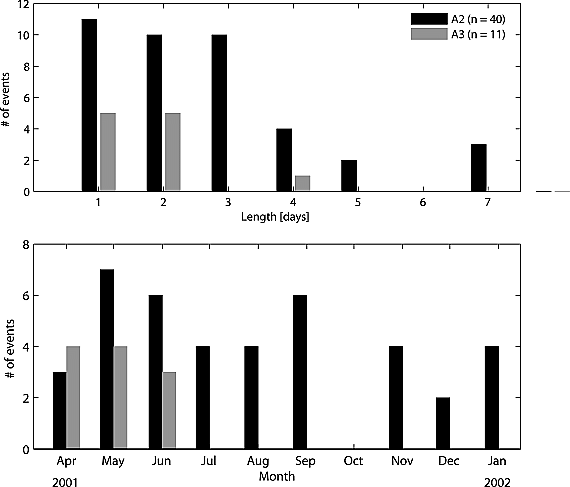 12
A2 (n = 40)
10
A3 (n = 11)
8
6
4
2
0
# of events
1 2 3 4 5 6 7
Length [days]
8
6
4
2
0
# of events
Apr May Jun Jul Aug Sep Oct Nov Dec Jan
2001 Month 2002